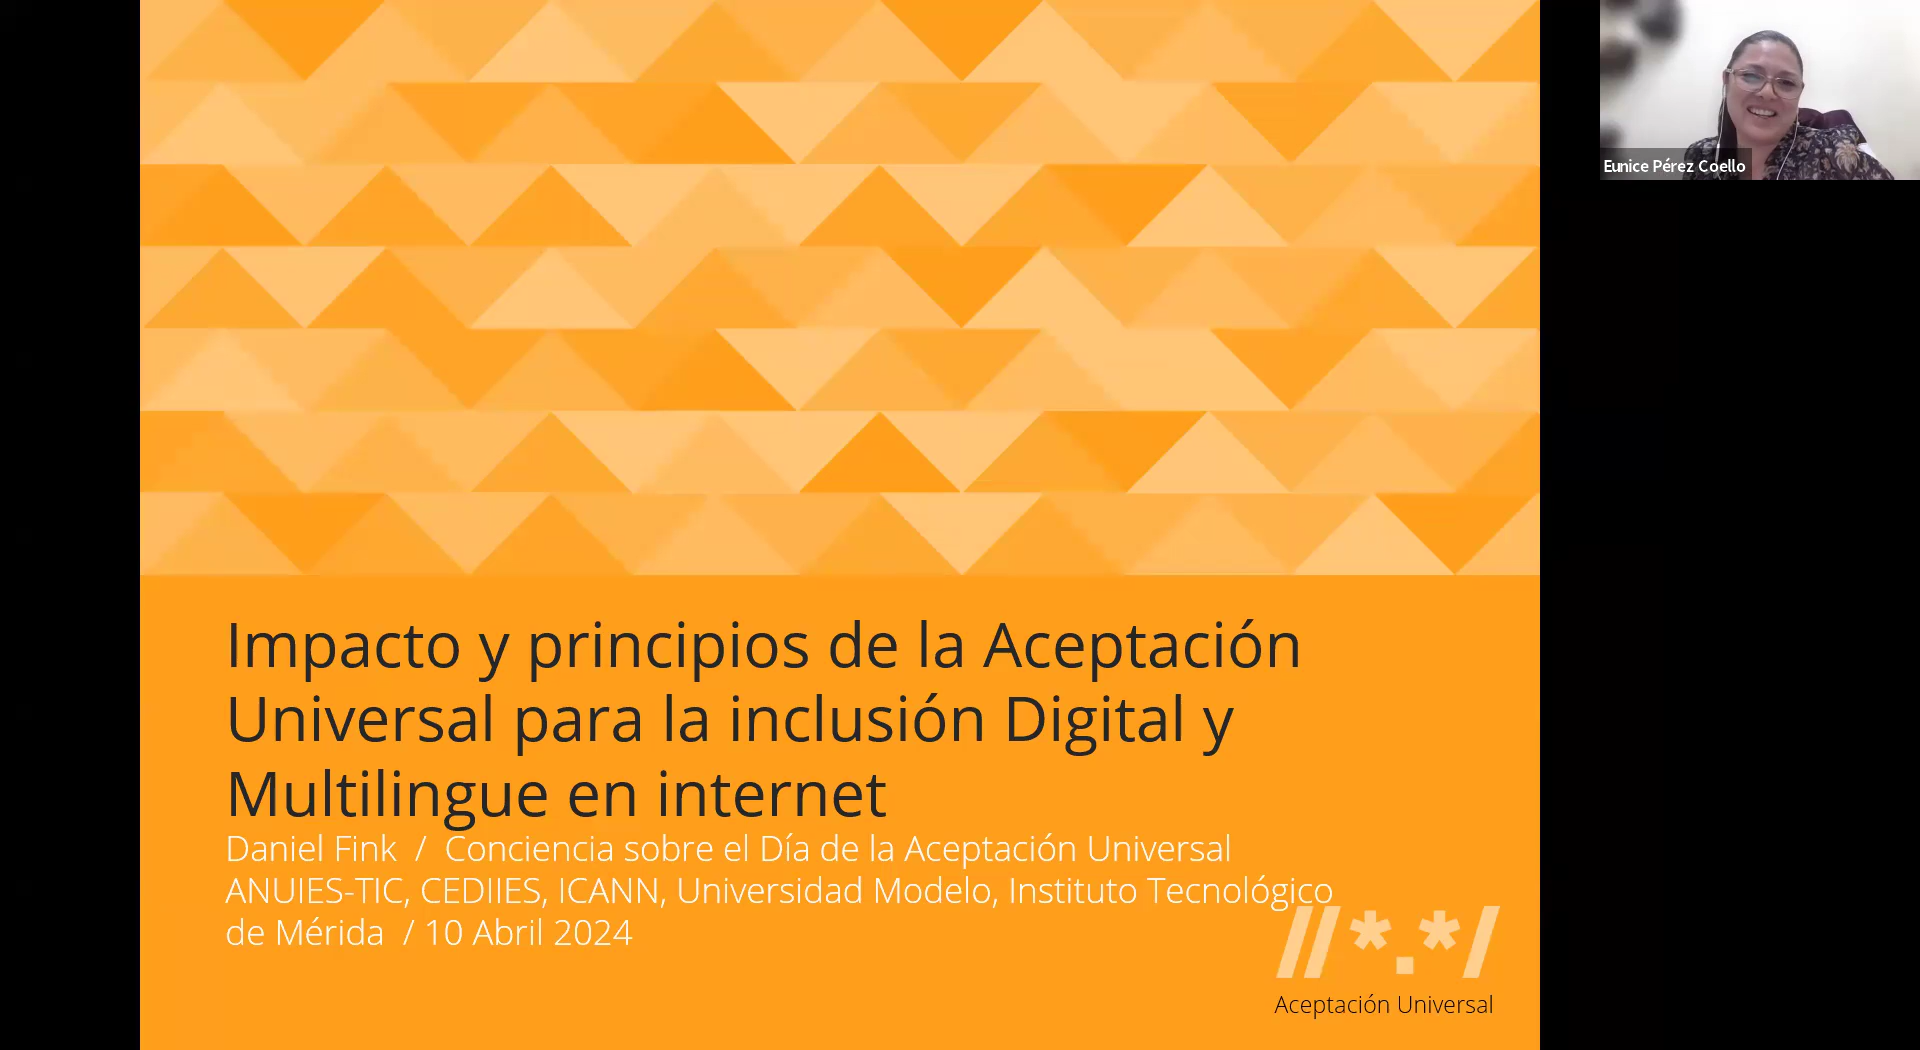 Impacto y principios de la Aceptación
Universal para la inclusión Digital y
Multilingue en internet
Daniel Fink / Conciencia sobre el Día de la Aceptación Universal
ANUIES-TIC, CEDIIES, ICANN, Universidad Modelo, Instituto Tecnológico
de Mérida / 10 Abril 2024
//*.*/
Aceptación Universal
Eunice Pérez Coello